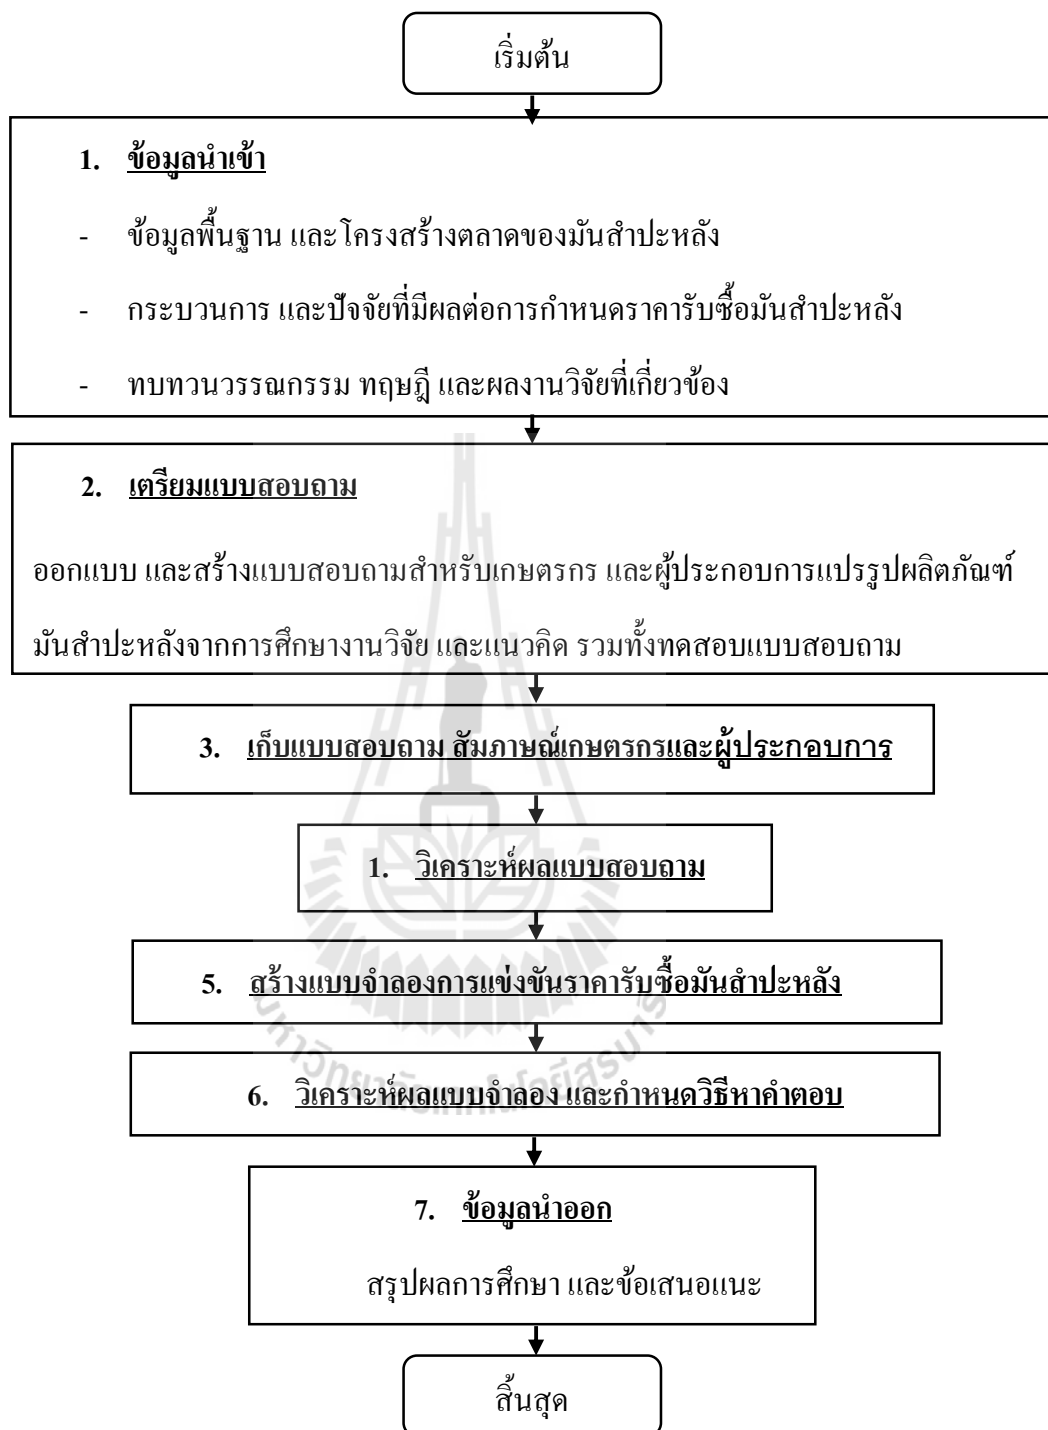 เริ่มต้น
1. ข้อมูลนำเข้า
- ข้อมูลพื้นฐาน และโครงสร้างตลาดของมันสำปะหลัง
- กระบวนการ และปัจจัยที่มีผลต่อการกำหนดราคารับซื้อมันสำปะหลัง
- ทบทวนวรรณกรรม ทฤษฎี และผลงานวิจัยที่เกี่ยวข้อง
2. เตรียมแบบสอบถาม
ออกแบบ และสร้างแบบสอบถามสำหรับเกษตรกร และผู้ประกอบการแปรรูปผลิตภัณฑ์
มันสำปะหลังจากการศึกษางานวิจัย และแนวคิด รวมทั้งทดสอบแบบสอบถาม
3. เก็บแบบสอบถาม สัมภาษณ์เกษตรกรและผู้ประกอบการ
1. วิเคราะห์ผลแบบสอบถาม
5. สร้างแบบจำลองการแข่งขันราคารับซื้อมันสำปะหลัง
มหาวิทยาลัยเทคโนโลยีสุรนารี
6. วิเคราะห์ผลแบบจำลอง และกำหนดวิธีหาคำตอบ
7. ข้อมูลนำออก
สรุปผลการศึกษา และข้อเสนอแนะ
สิ้นสุด